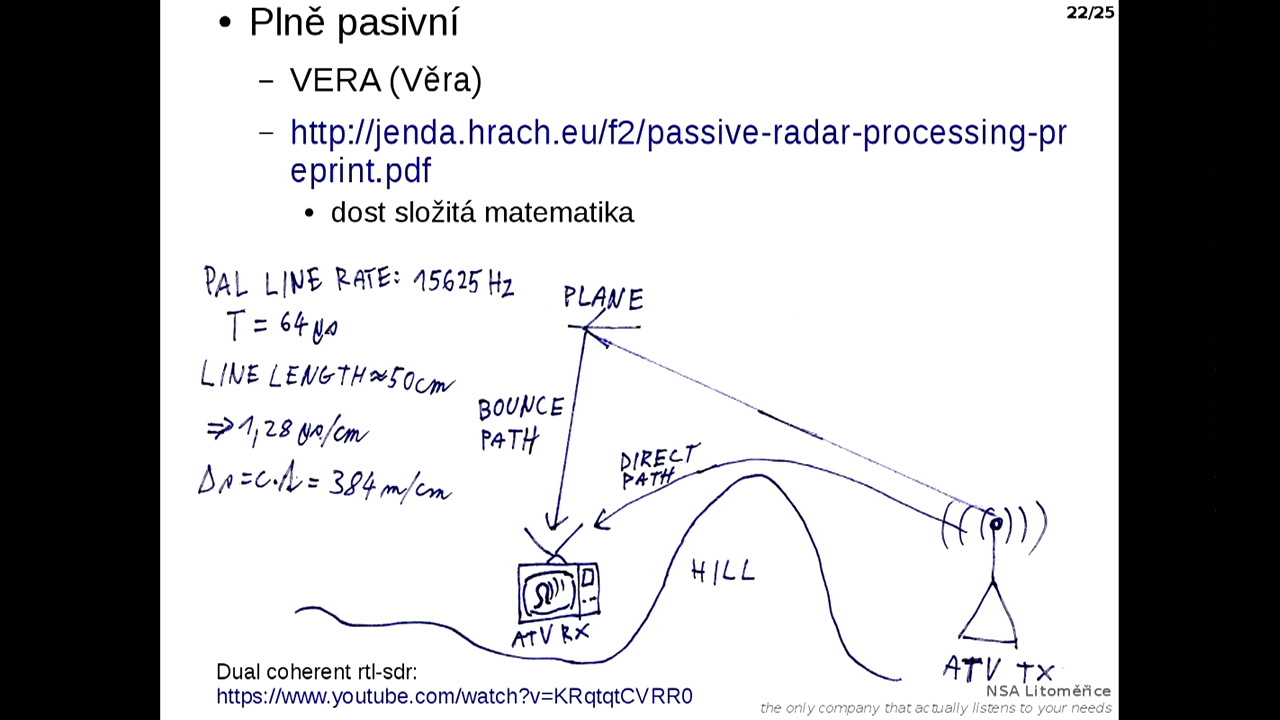 22/25
• Plně pasivní
– VERA (Věra)
– http://jenda.hrach.eu/f2/passive-radar-processing-pr
eprint.pdf
• dost složitá matematika
PAL LINE RATE: 15625 Hz
T = 64 µs
LINE LENGTH ≈ 50cm
⇒ 1,28 µs/cm
Δs = c·t = 384 m/cm
PLANE
BOUNCE
PATH
DIRECT
PATH
HILL
ATV RX
ATV TX
Dual coherent rtl-sdr:
https://www.youtube.com/watch?v=KRqtqtCVRR0
NSA Litoměřice
the only company that actually listens to your needs